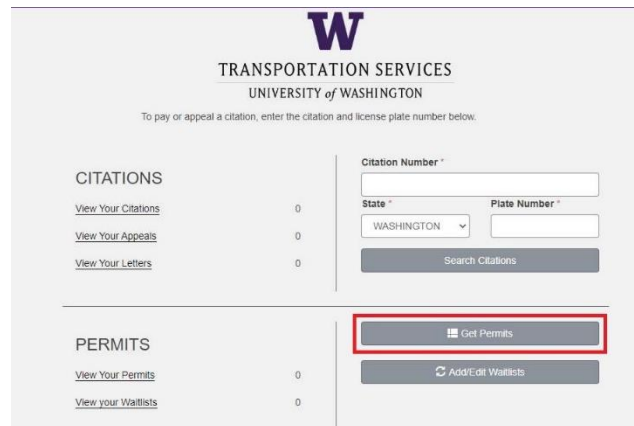 W
TRANSPORTATION SERVICES
UNIVERSITY of WASHINGTON
To pay or appeal a citation, enter the citation and license plate number below.
CITATIONS
View Your Citations 0
View Your Appeals 0
View Your Letters 0
Citation Number *
State * Plate Number *
WASHINGTON
Search Citations
PERMITS
View Your Permits 0
View your Waitlists 0
Get Permits
Add/Edit Waitlists